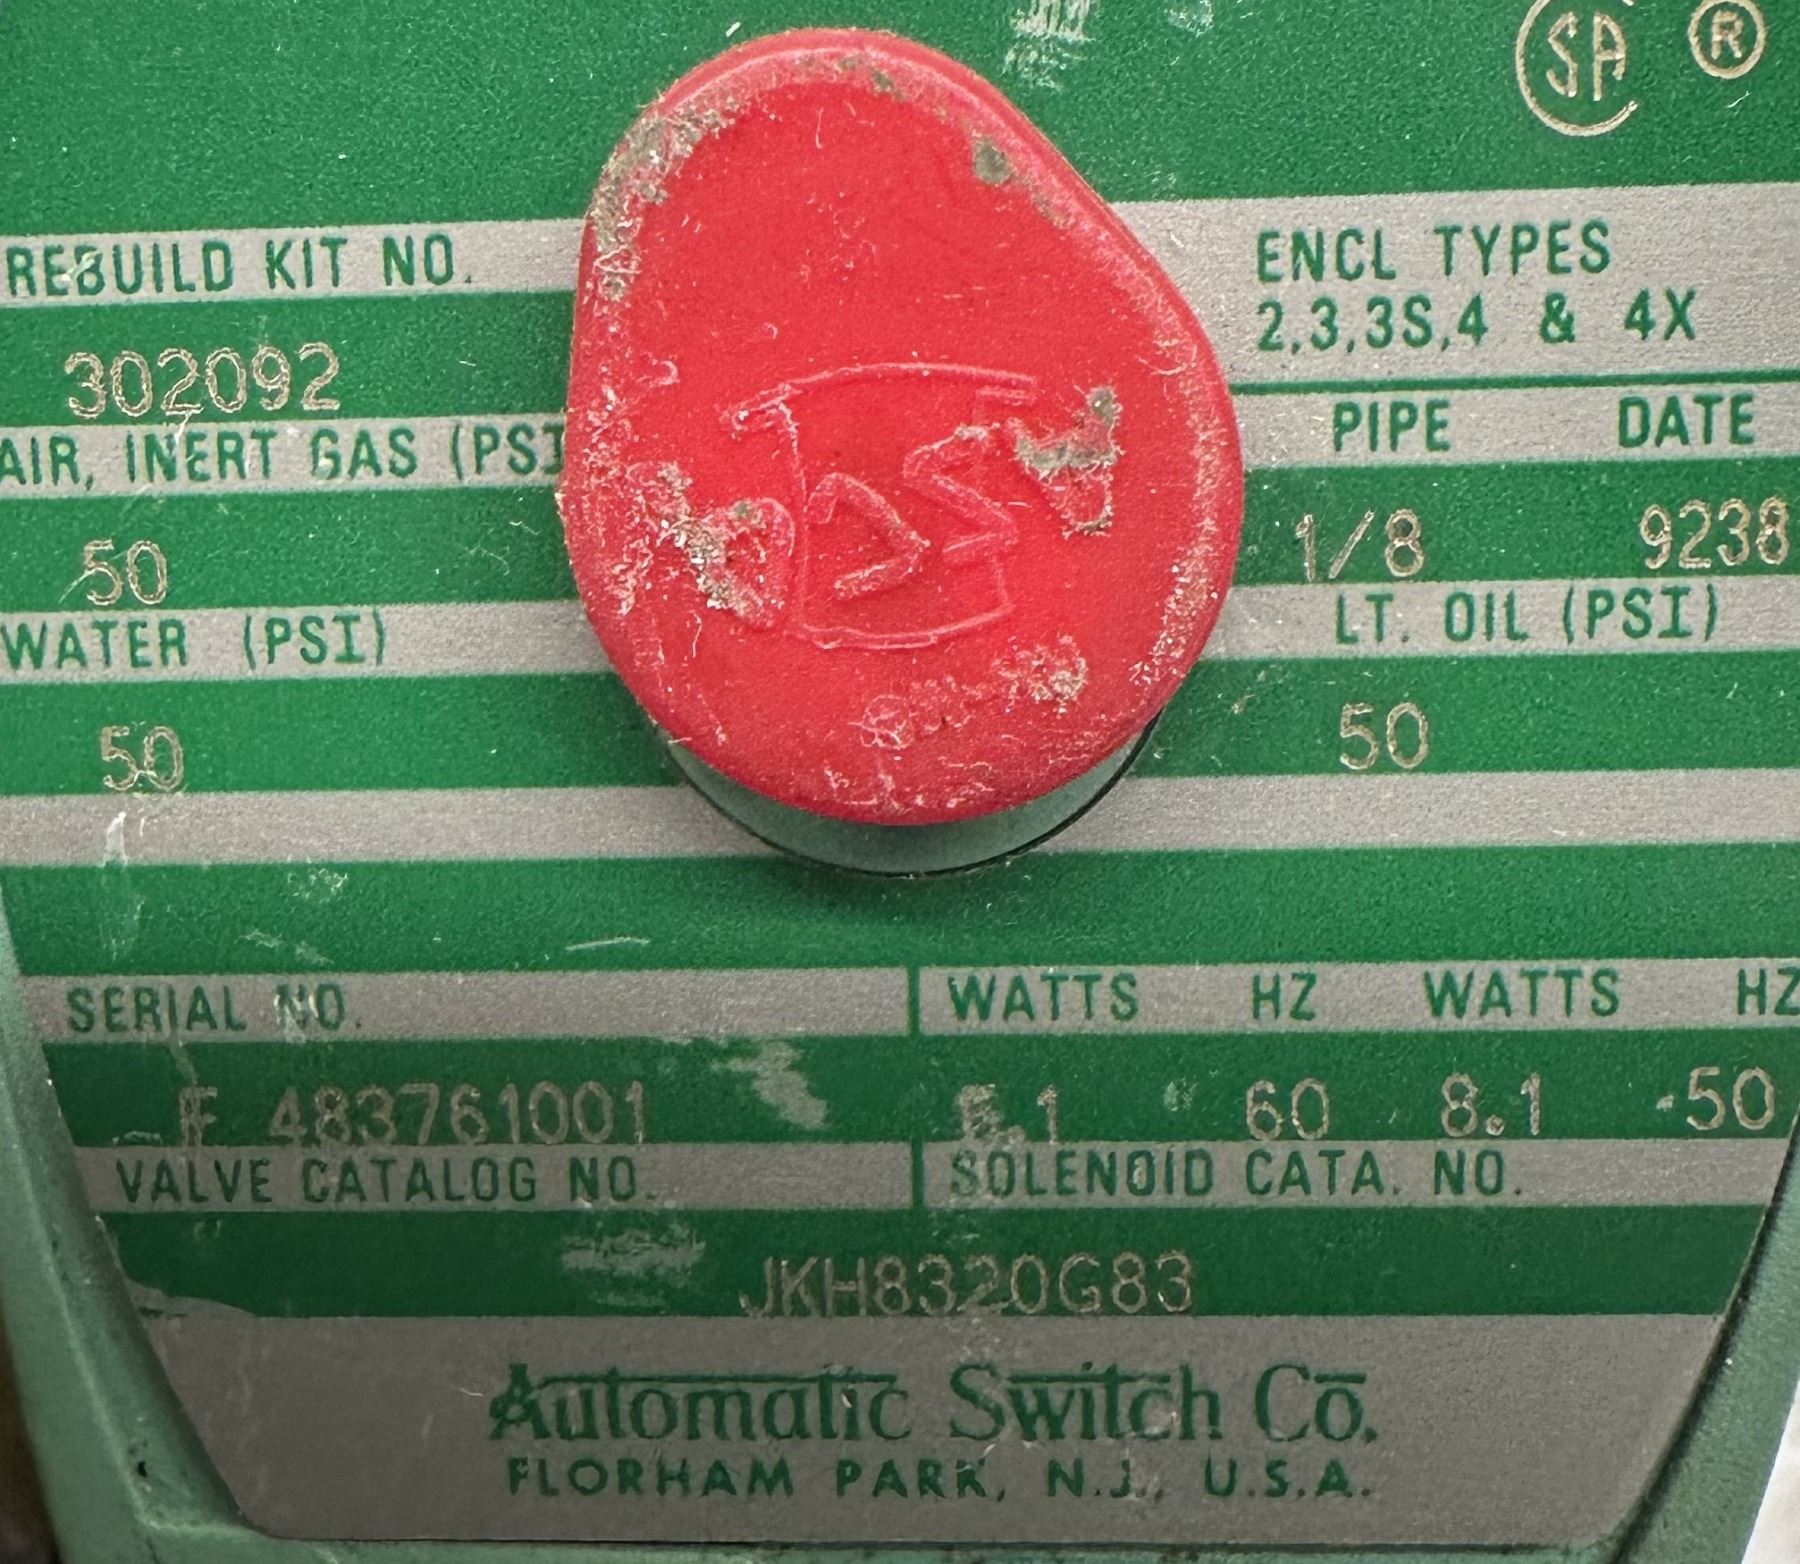 SA ®
REBUILD KIT NO.
302092
AIR, INERT GAS (PSI
50
WATER (PSI)
50
ENCL TYPES
2,3,3S,4 & 4X
PIPE DATE
1/8 9238
LT. OIL (PSI)
50
SERIAL NO.
F 483761001
WATTS HZ WATTS HZ
60 8.1 50
VALVE CATALOG NO.
SOLENOID CATA. NO.
JKH8320G83
Automatic Switch Co.
FLORHAM PARK, N.J., U.S.A.